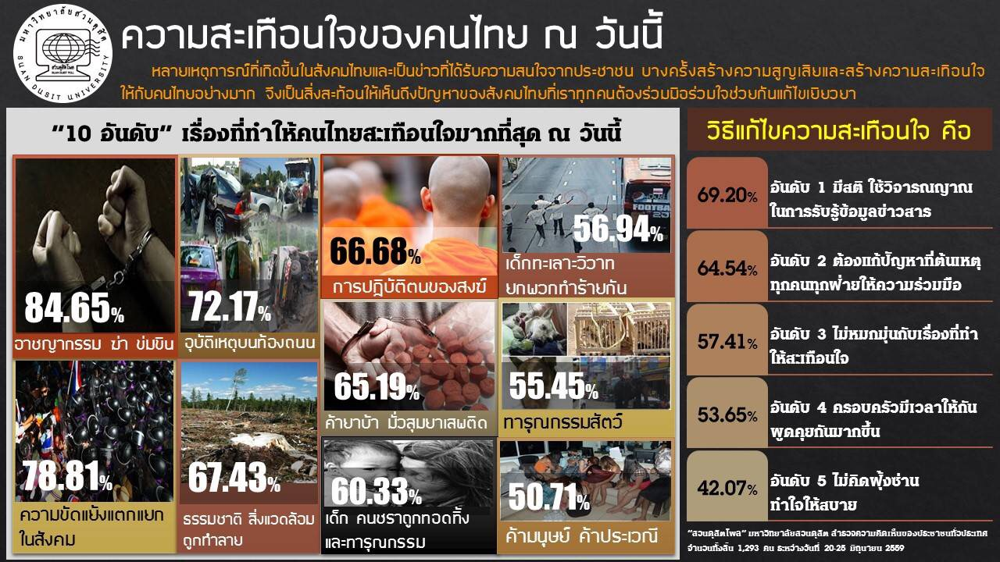 มหาวิทยาลัยสวนดุสิต
สวนดุสิตโพล
SUAN DUSIT POLL
SUAN DUSIT UNIVERSITY
ความสะเทือนใจของคนไทย ณ วันนี้
หลายเหตุการณ์ที่เกิดขึ้นในสังคมไทยและเป็นข่าวที่ได้รับความสนใจจากประชาชน บางครั้งสร้างความสูญเสียและสร้างความสะเทือนใจ
ให้กับคนไทยอย่างมาก จึงเป็นสิ่งสะท้อนให้เห็นถึงปัญหาของสังคมไทยที่เราทุกคนต้องร่วมมือร่วมใจช่วยกันแก้ไขเยียวยา
"10 อันดับ" เรื่องที่ทำให้คนไทยสะเทือนใจมากที่สุด ณ วันนี้
84.65%
อาชญากรรม ฆ่า ข่มขืน
78.81%
ความขัดแย้งแตกแยก
ในสังคม
72.17%
อุบัติเหตุบนท้องถนน
67.43%
ธรรมชาติ สิ่งแวดล้อม
ถูกทำลาย
66.68%
การปฏิบัติตนของสงฆ์
65.19%
ค้ายาบ้า มั่วสุมยาเสพติด
60.33%
เด็ก คนชราถูกทอดทิ้ง
และทารุณกรรม
FOOTBA
56.94%
เด็กทะเลาะวิวาท
ยกพวกทำร้ายกัน
55.45%
ทารุณกรรมสัตว์
50.71%
ค้ามนุษย์ ค้าประเวณี
วิธีแก้ไขความสะเทือนใจ คือ
69.20%
อันดับ 1 มีสติ ใช้วิจารณญาณ
ในการรับรู้ข้อมูลข่าวสาร
64.54%
อันดับ 2 ต้องแก้ปัญหาที่ต้นเหตุ
ทุกคนทุกฝ่ายให้ความร่วมมือ
57.41%
อันดับ 3 ไม่หมกมุ่นกับเรื่องที่ทำ
ให้สะเทือนใจ
53.65%
อันดับ 4 ครอบครัวมีเวลาให้กัน
พูดคุยกันมากขึ้น
42.07%
อันดับ 5 ไม่คิดฟุ้งซ่าน
ทำใจให้สบาย
"สวนดุสิตโพล" มหาวิทยาลัยสวนดุสิต สำรวจความคิดเห็นของประชาชนทั่วประเทศ
จำนวนทั้งสิ้น 1,293 คน ระหว่างวันที่ 20-25 มิถุนายน 2559